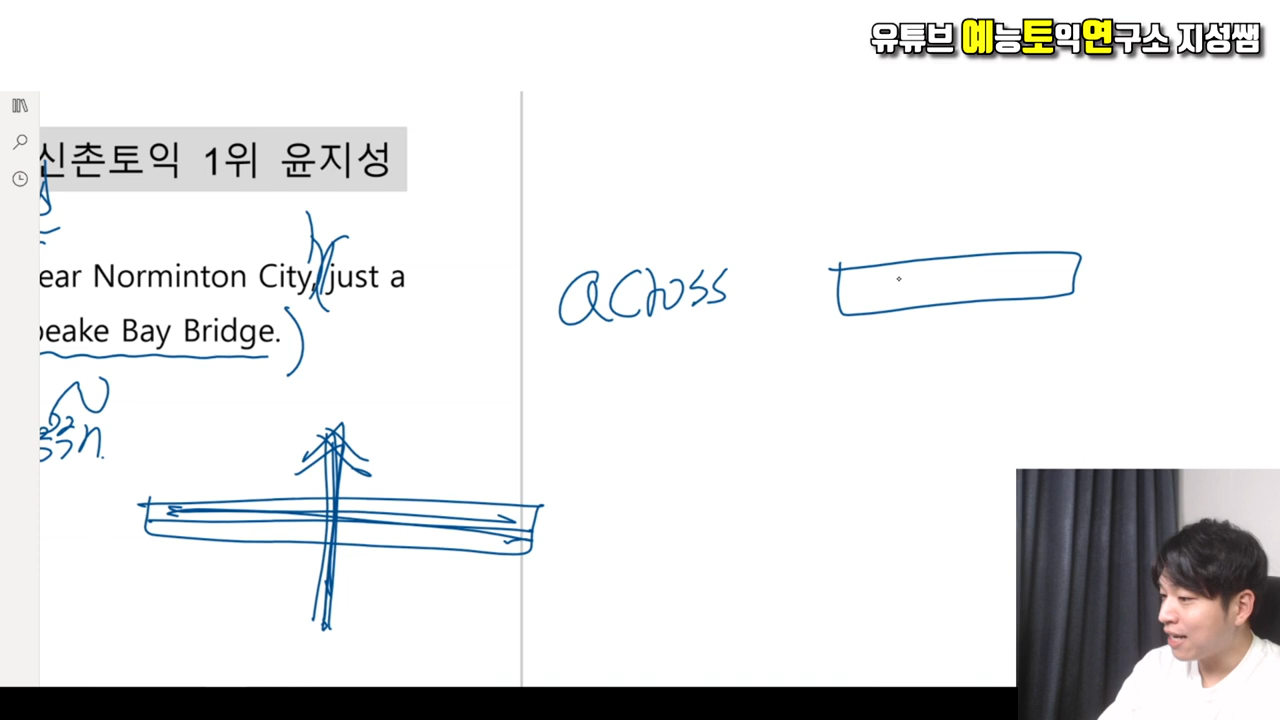 유튜브 예능토익연구소 지성쌤
신촌토익 1위 윤지성
ear Norminton City, just a
peake Bay Bridge.
across